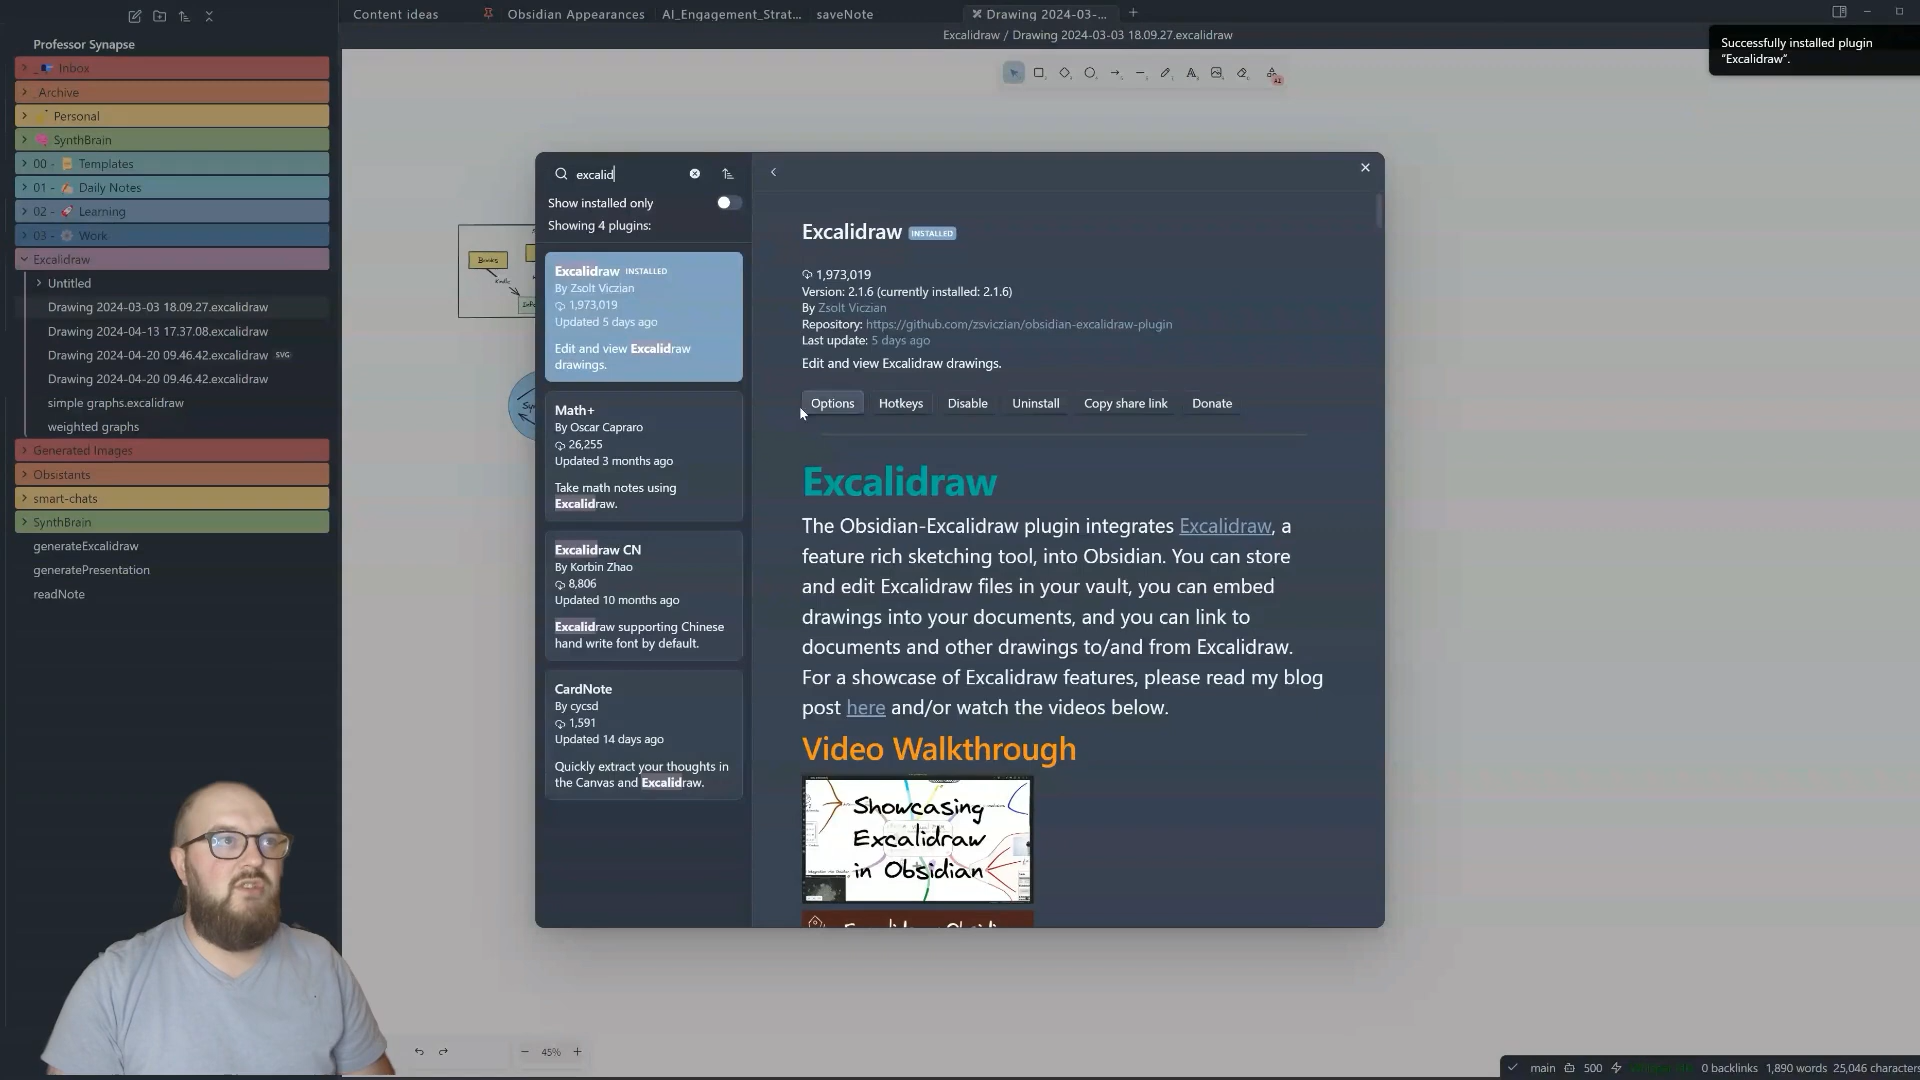 Content ideas
Obsidian Appearances
AI_Engagement_Strat...
saveNote
Drawing 2024-03-...
Excalidraw / Drawing 2024-03-03 18.09.27.excalidraw
Successfully installed plugin
"Excalidraw".
Professor Synapse
_ Inbox
_Archive
Personal
SynthBrain
00 - Templates
01 - Daily Notes
02 - Learning
03 - Work
Excalidraw
Untitled
Drawing 2024-03-03 18.09.27.excalidraw
Drawing 2024-04-13 17.37.08.excalidraw
Drawing 2024-04-20 09.46.42.excalidraw SVG
Drawing 2024-04-20 09.46.42.excalidraw
simple graphs.excalidraw
weighted graphs
Generated Images
Obsistants
smart-chats
SynthBrain
generateExcalidraw
generatePresentation
readNote
Books
Kindle
excalid
Show installed only
Showing 4 plugins:
Excalidraw INSTALLED
By Zsolt Viczian
1,973,019
Updated 5 days ago
Edit and view Excalidraw
drawings.
Math+
By Oscar Capraro
26,255
Updated 3 months ago
Take math notes using
Excalidraw.
Excalidraw CN
By Korbin Zhao
8,806
Updated 10 months ago
Excalidraw supporting Chinese
hand write font by default.
CardNote
By cycsd
1,591
Updated 14 days ago
Quickly extract your thoughts in
the Canvas and Excalidraw.
Excalidraw INSTALLED
1,973,019
Version: 2.1.6 (currently installed: 2.1.6)
By Zsolt Viczian
Repository: https://github.com/zsviczian/obsidian-excalidraw-plugin
Last update: 5 days ago
Edit and view Excalidraw drawings.
Options Hotkeys Disable Uninstall Copy share link Donate
Excalidraw
The Obsidian-Excalidraw plugin integrates Excalidraw, a
feature rich sketching tool, into Obsidian. You can store
and edit Excalidraw files in your vault, you can embed
drawings into your documents, and you can link to
documents and other drawings to/and from Excalidraw.
For a showcase of Excalidraw features, please read my blog
post here and/or watch the videos below.
Video Walkthrough
Showcasing
Excalidraw
in Obsidian
45%
main 500 0 backlinks 1,890 words 25,046 characters